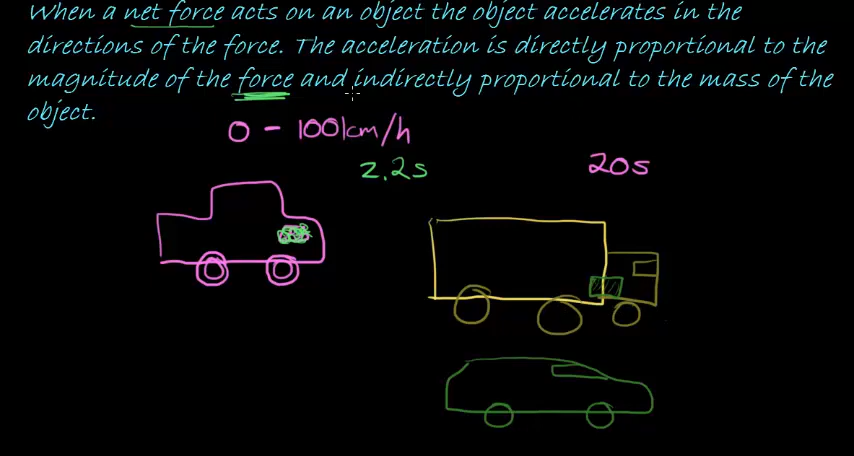 When a net force acts on an object the object accelerates in the
directions of the force. The acceleration is directly proportional to the
magnitude of the force and indirectly proportional to the mass of the
object.
0 - 100km/h
2.2s
20s